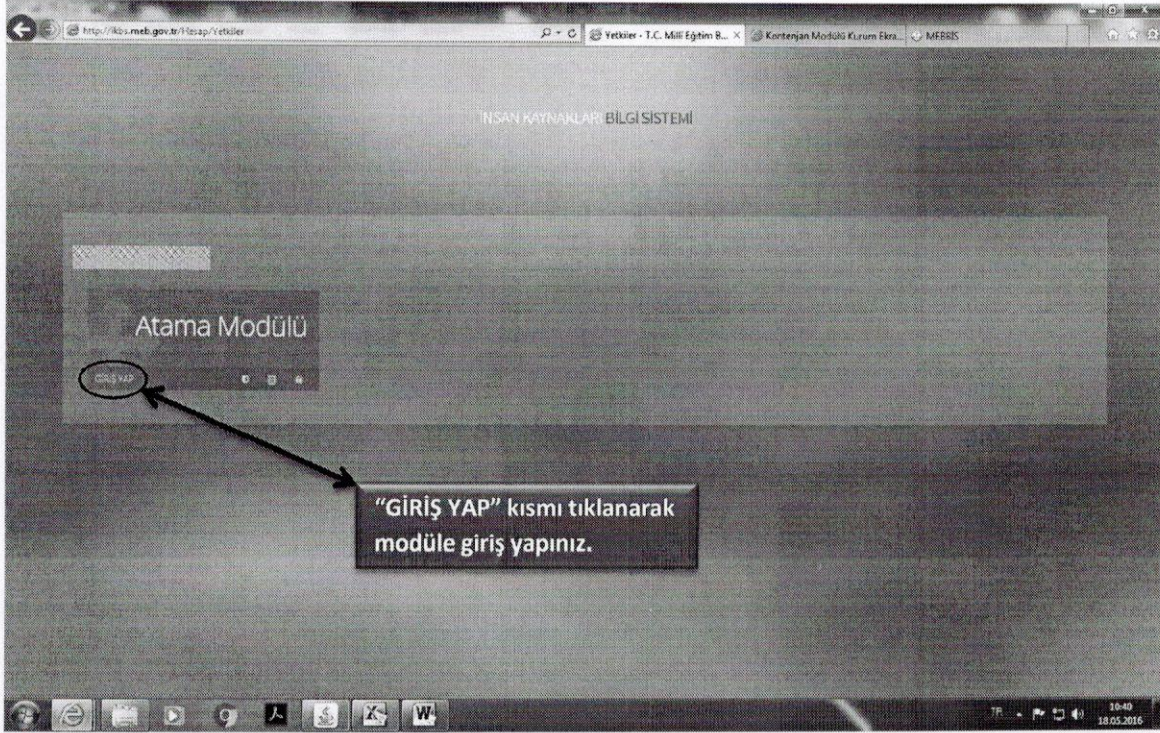 http://ikbs.meb.gov.tr/Hesap/Yetkiler
Yetkiler - T.C. Milli Eğitim B...
Kontenjan Modülü Kurum Ekra...
MEBBİS
İNSAN KAYNAKLARI BİLGİ SİSTEMİ
Atama Modülü
GİRİŞ YAP
“GİRİŞ YAP” kısmı tıklanarak
modüle giriş yapınız.
TR
10:40
18.05.2016